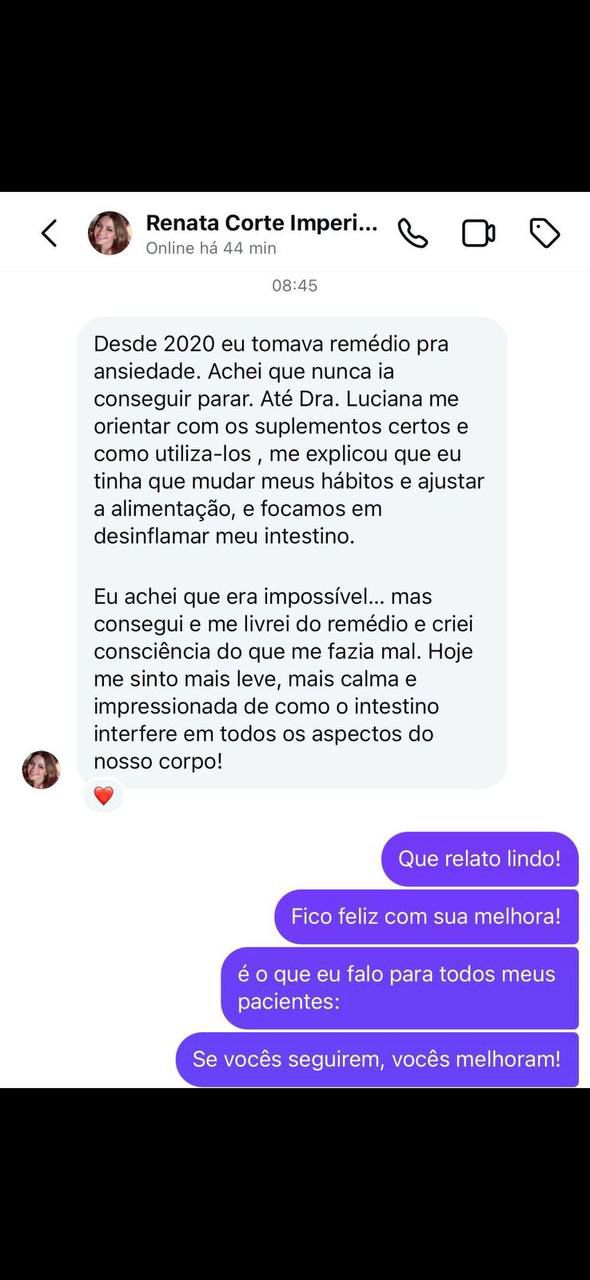 Renata Corte Imperi...
Online há 44 min
08:45
Desde 2020 eu tomava remédio pra
ansiedade. Achei que nunca ia
conseguir parar. Até Dra. Luciana me
orientar com os suplementos certos e
como utiliza-los , me explicou que eu
tinha que mudar meus hábitos e ajustar
a alimentação, e focamos em
desinflamar meu intestino.
Eu achei que era impossível... mas
consegui e me livrei do remédio e criei
consciência do que me fazia mal. Hoje
me sinto mais leve, mais calma e
impressionada de como o intestino
interfere em todos os aspectos do
nosso corpo!
Que relato lindo!
Fico feliz com sua melhora!
é o que eu falo para todos meus
pacientes:
Se vocês seguirem, vocês melhoram!